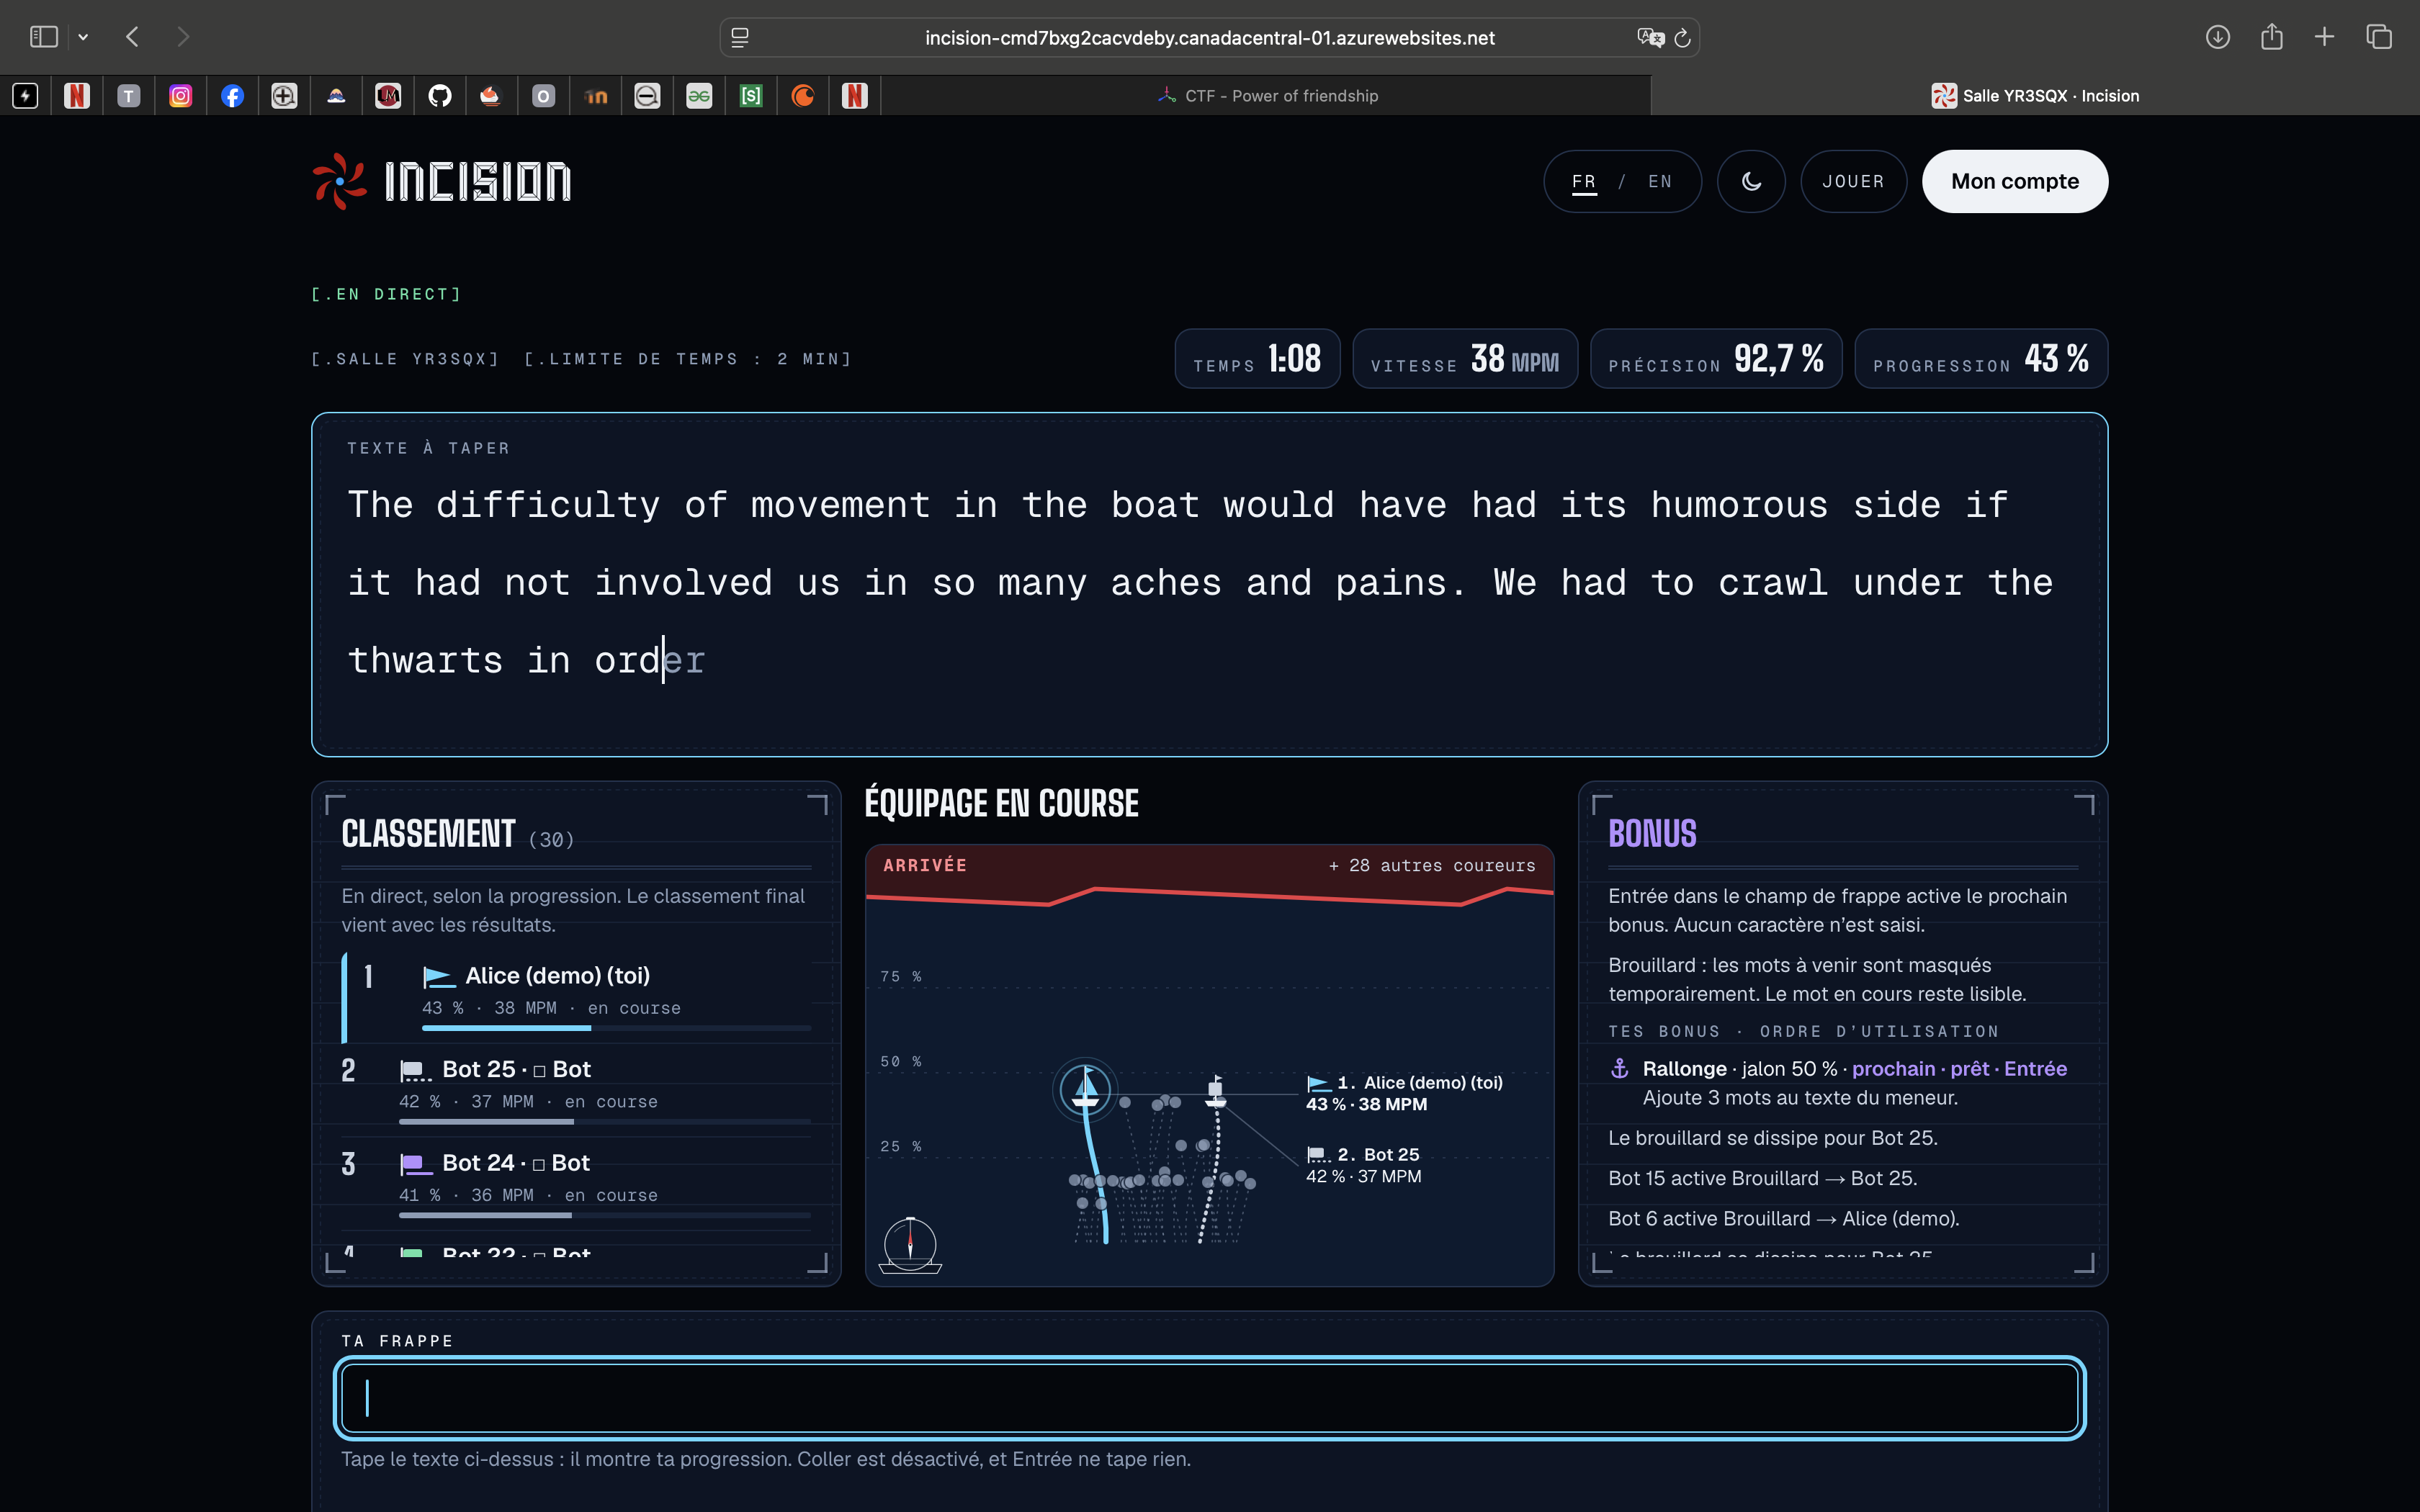 incision-cmd7bxg2cacvdeby.canadacentral-01.azurewebsites.net
CTF - Power of friendship
Salle YR3SQX · Incision
INCISION
FR / EN
JOUER
Mon compte
[.EN DIRECT]
[.SALLE YR3SQX] [.LIMITE DE TEMPS : 2 MIN]
TEMPS 1:08
VITESSE 38 MPM
PRÉCISION 92,7 %
PROGRESSION 43 %
TEXTE À TAPER
The difficulty of movement in the boat would have had its humorous side if
it had not involved us in so many aches and pains. We had to crawl under the
thwarts in order
CLASSEMENT (30)
En direct, selon la progression. Le classement final
vient avec les résultats.
1 Alice (demo) (toi)
43 % · 38 MPM · en course
2 Bot 25 · □ Bot
42 % · 37 MPM · en course
3 Bot 24 · □ Bot
41 % · 36 MPM · en course
4 Bot 22 · □ Bot
ÉQUIPAGE EN COURSE
ARRIVÉE
+ 28 autres coureurs
75 %
50 %
25 %
1. Alice (demo) (toi)
43 % · 38 MPM
2. Bot 25
42 % · 37 MPM
BONUS
Entrée dans le champ de frappe active le prochain
bonus. Aucun caractère n’est saisi.
Brouillard : les mots à venir sont masqués
temporairement. Le mot en cours reste lisible.
TES BONUS · ORDRE D’UTILISATION
Rallonge · jalon 50 % · prochain · prêt · Entrée
Ajoute 3 mots au texte du meneur.
Le brouillard se dissipe pour Bot 25.
Bot 15 active Brouillard → Bot 25.
Bot 6 active Brouillard → Alice (demo).
Le brouillard se dissipe pour Bot 25.
TA FRAPPE
Tape le texte ci-dessus : il montre ta progression. Coller est désactivé, et Entrée ne tape rien.